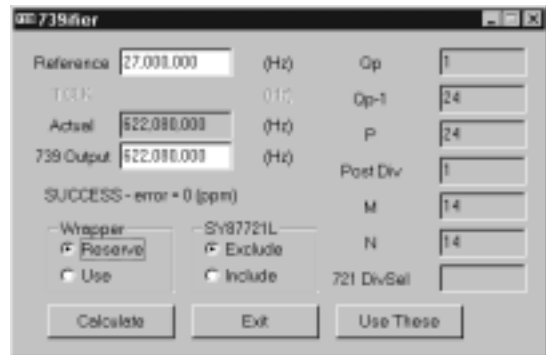 739ifier
Reference 27,000,000 (Hz)
Actual 622,080,000 (Hz)
739 Output 622,080,000 (Hz)
SUCCESS - error = 0 (ppm)
Wrapper
Reserve
Use
SY87721L
Exclude
Include
Qp 1
Qp-1 24
P 24
Post Div 1
M 14
N 14
721 DivSel
Calculate
Exit
Use These